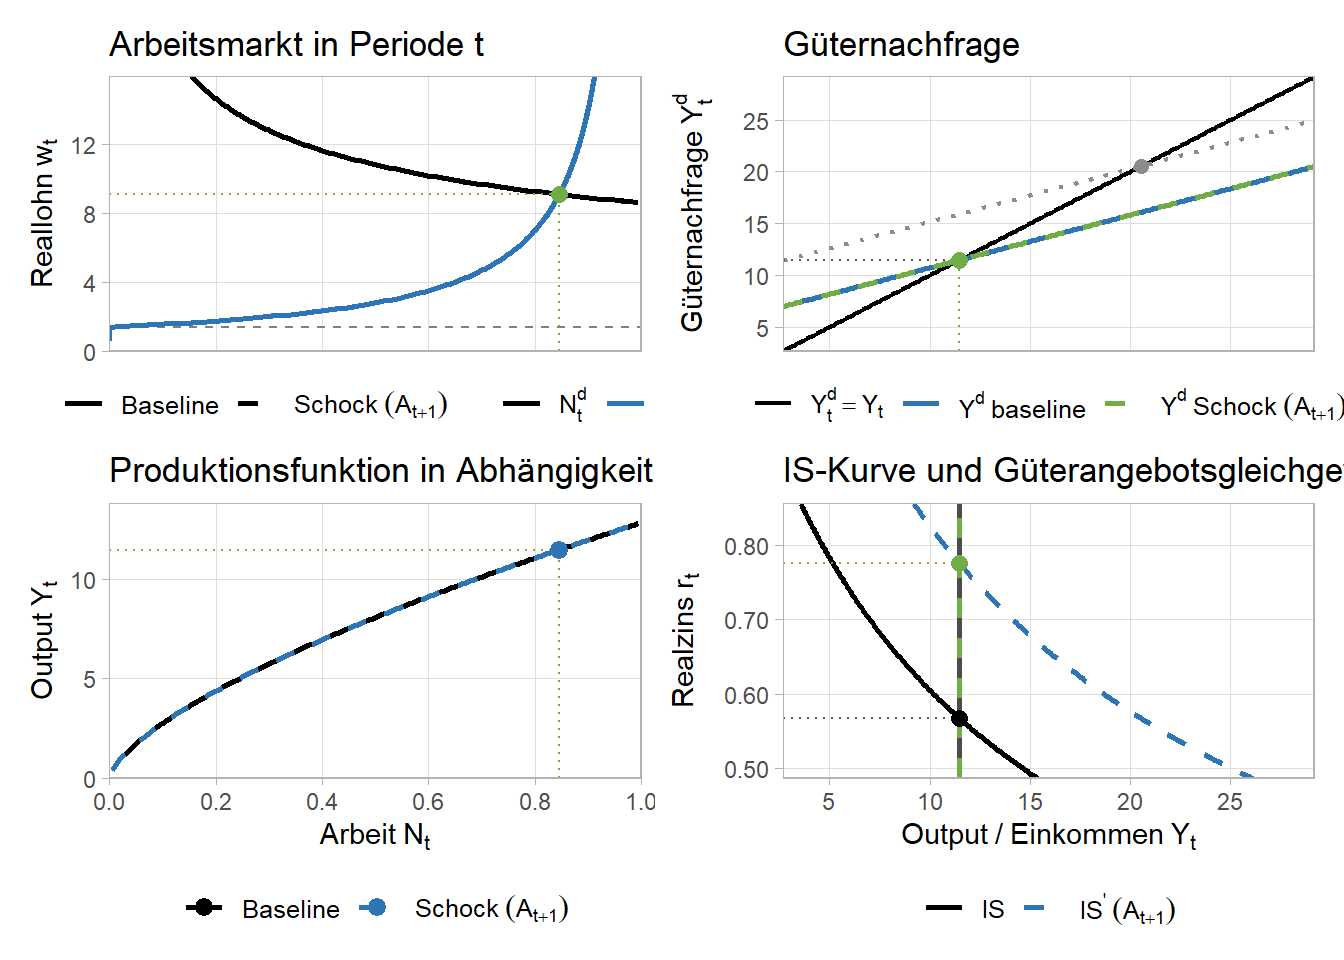 Arbeitsmarkt in Periode t
Reallohn wt
12
8
4
0
Baseline Schock (At+1) Ntd
Güternachfrage
Güternachfrage Ytd
25
20
15
10
5
Ytd = Yt Yd baseline Yd Schock (At+1)
Produktionsfunktion in Abhängigkeit
Output Yt
10
5
0
0.0 0.2 0.4 0.6 0.8 1.0
Arbeit Nt
Baseline Schock (At+1)
IS-Kurve und Güterangebotsgleichge
Realzins rt
0.80
0.70
0.60
0.50
5 10 15 20 25
Output / Einkommen Yt
IS IS' (At+1)